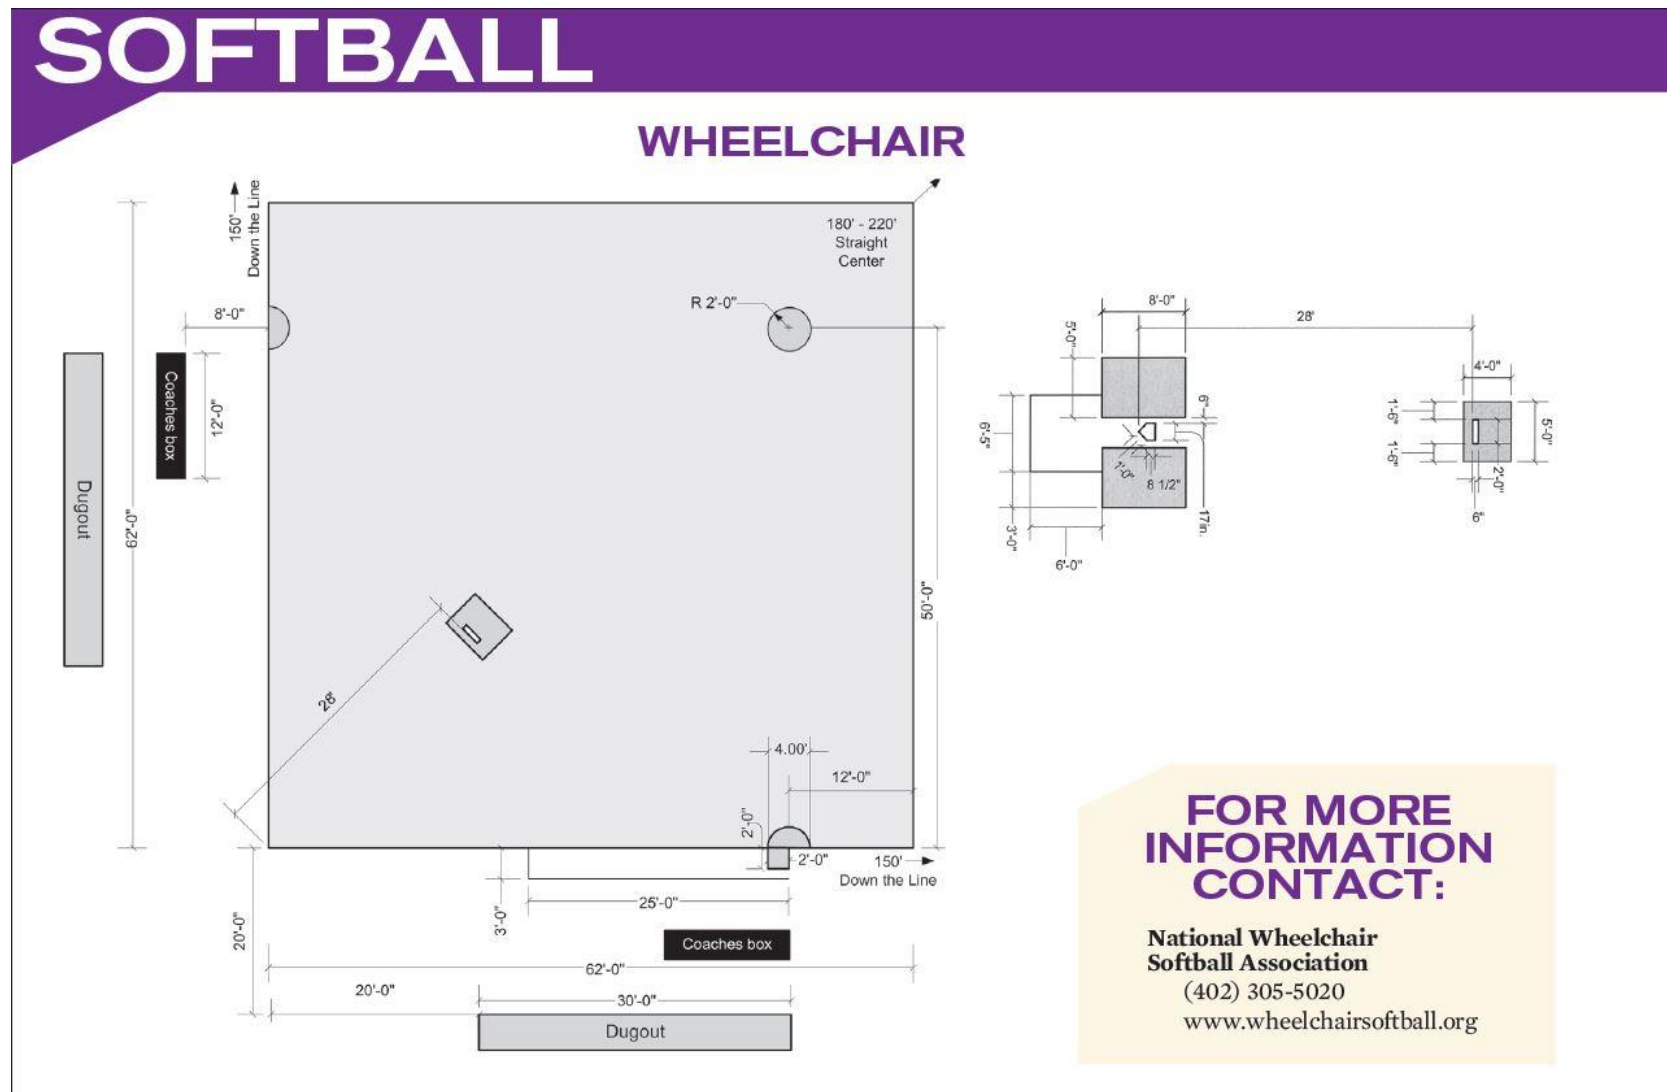 SOFTBALL
WHEELCHAIR
150'
Down the Line
180' - 220'
Straight
Center
R 2'-0"
8'-0"
Coaches box
12'-0"
Dugout
62'-0"
50'-0"
28'
4.00'
12'-0"
2'-0"
2'-0"
150'
Down the Line
25'-0"
3'-0"
20'-0"
Coaches box
62'-0"
20'-0"
30'-0"
Dugout
8'-0"
5'-0"
28'
4'-0"
6"
1'-6"
5'-0"
6'-5"
1'-6"
1'-0"
8 1/2"
2'-0"
17in.
6"
3'-0"
6'-0"
FOR MORE
INFORMATION
CONTACT:
National Wheelchair
Softball Association
(402) 305-5020
www.wheelchairsoftball.org